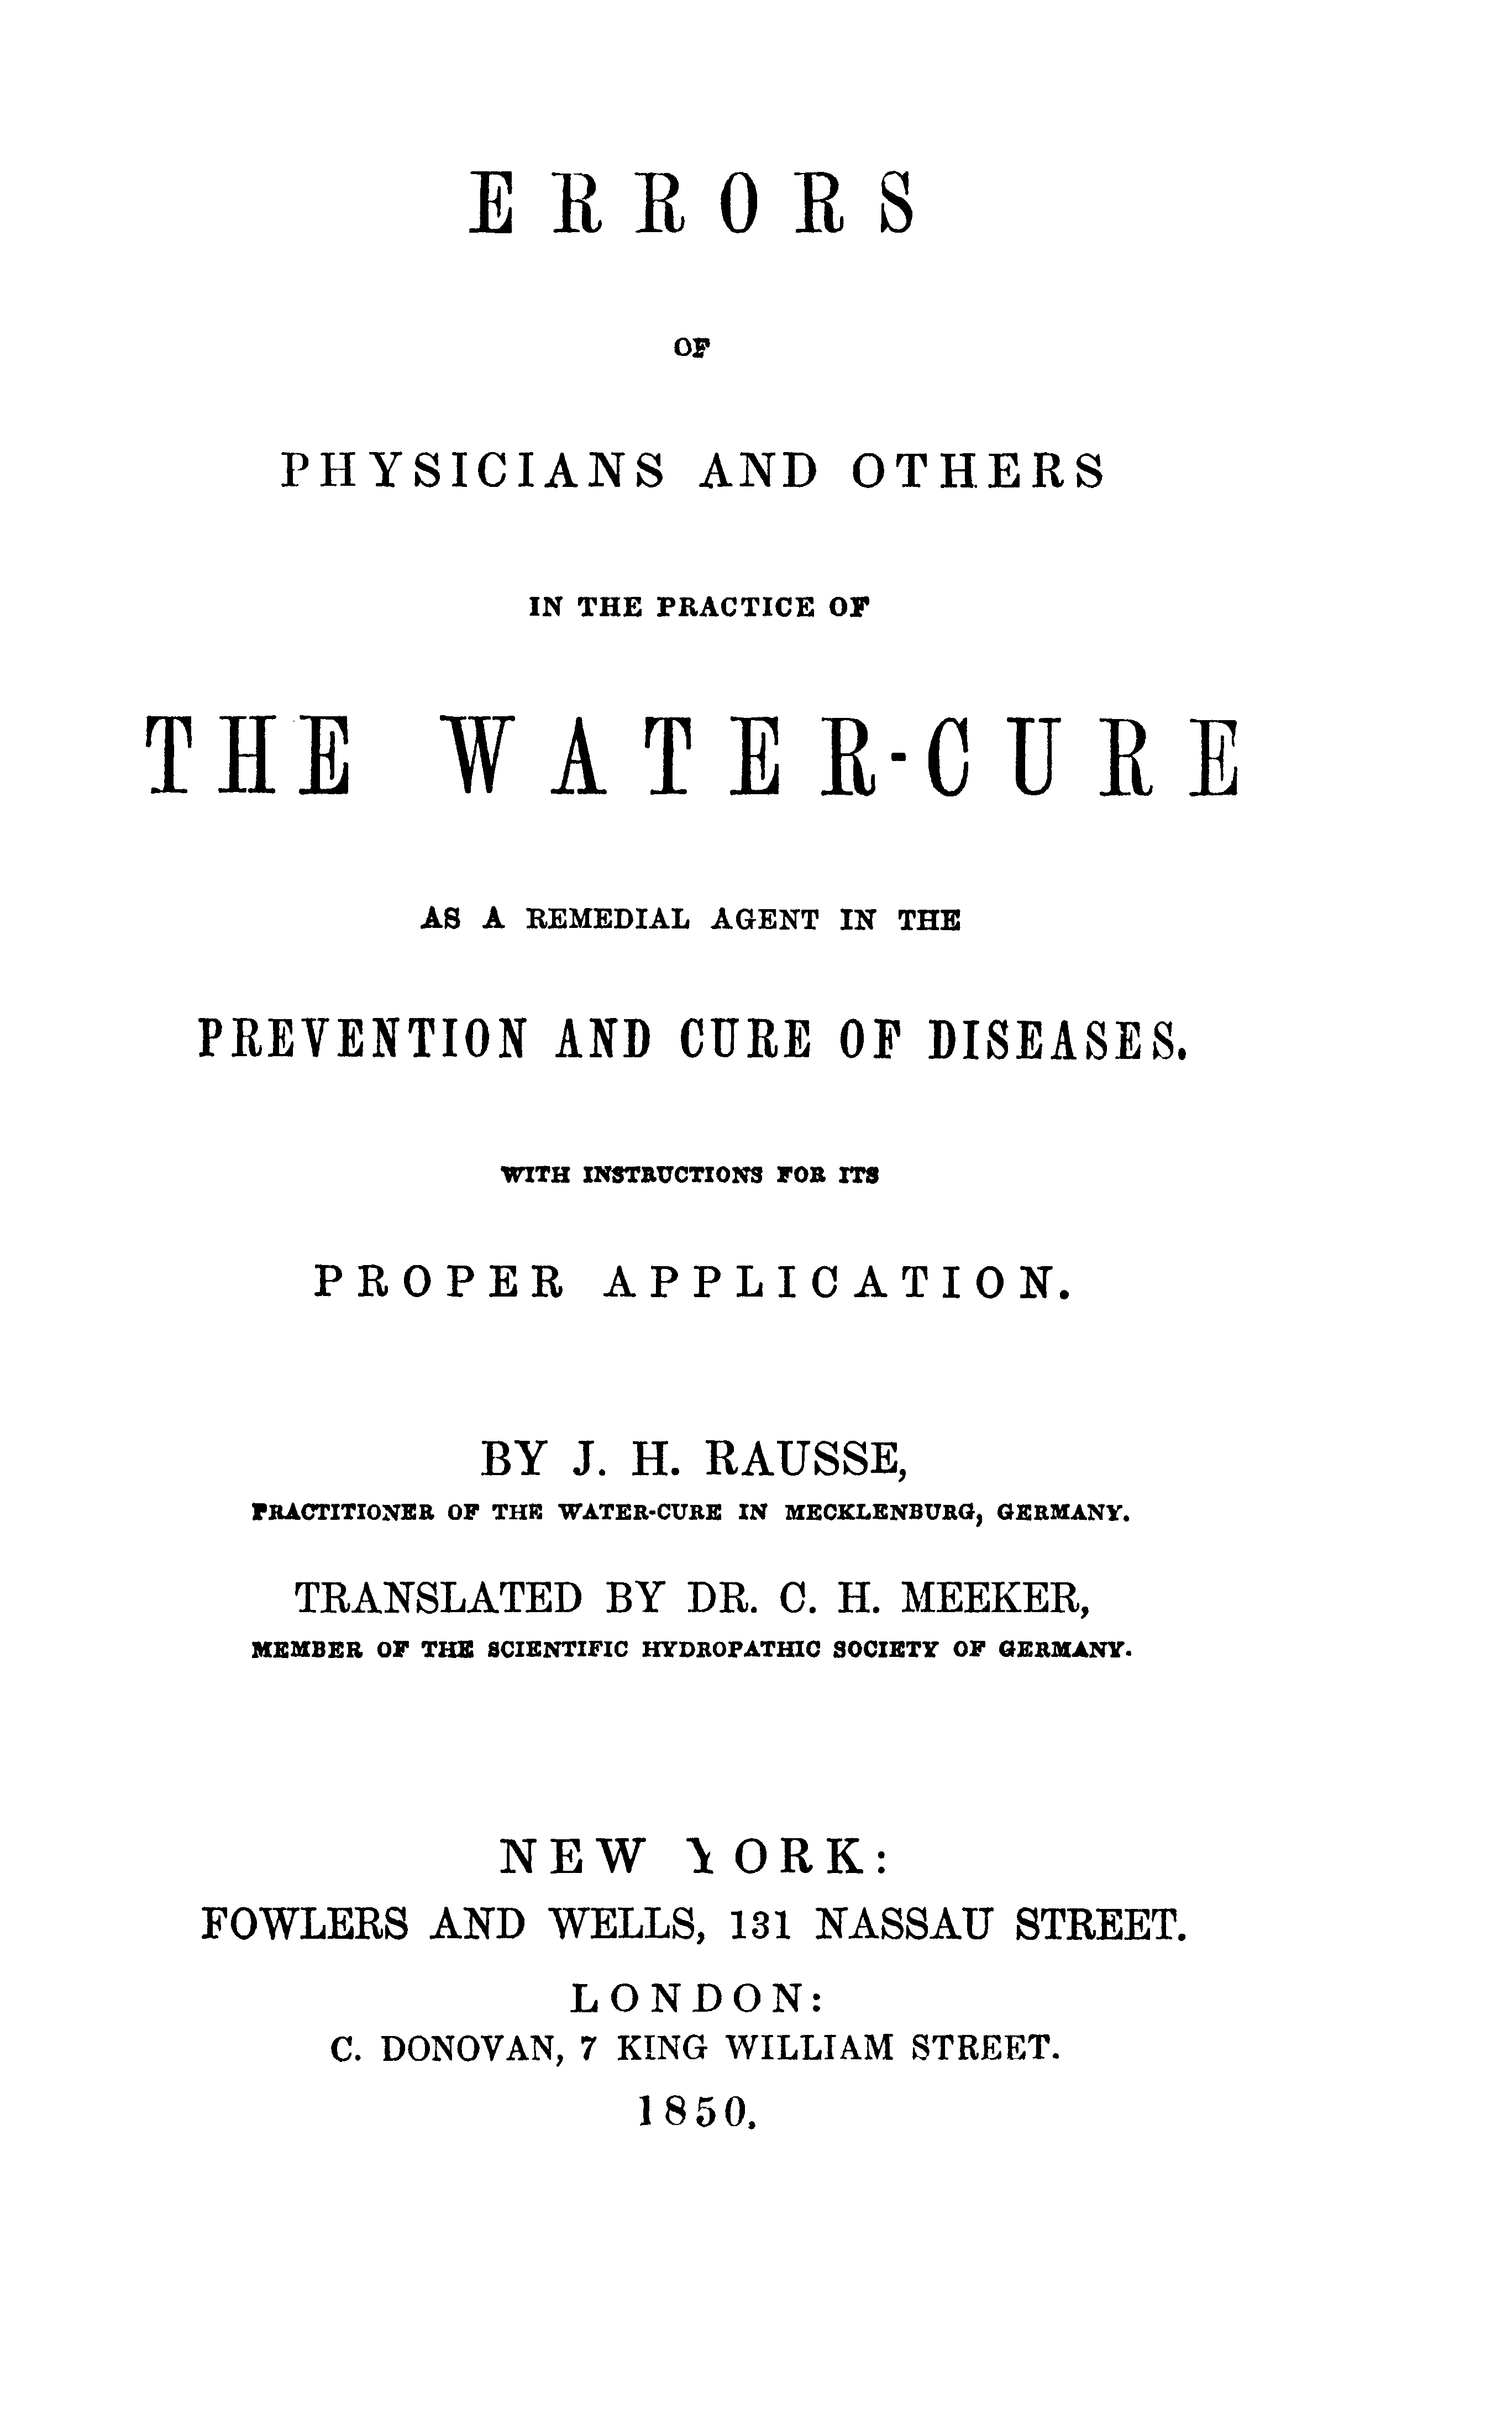 ERRORS
OF
PHYSICIANS AND OTHERS
IN THE PRACTICE OF
THE WATER-CURE
AS A REMEDIAL AGENT IN THE
PREVENTION AND CURE OF DISEASES.
WITH INSTRUCTIONS FOR ITS
PROPER APPLICATION.
BY J. H. RAUSSE,
PRACTITIONER OF THE WATER-CURE IN MECKLENBURG, GERMANY.
TRANSLATED BY DR. C. H. MEEKER,
MEMBER OF THE SCIENTIFIC HYDROPATHIC SOCIETY OF GERMANY.
NEW YORK:
FOWLERS AND WELLS, 131 NASSAU STREET.
LONDON:
C. DONOVAN, 7 KING WILLIAM STREET.
1850.